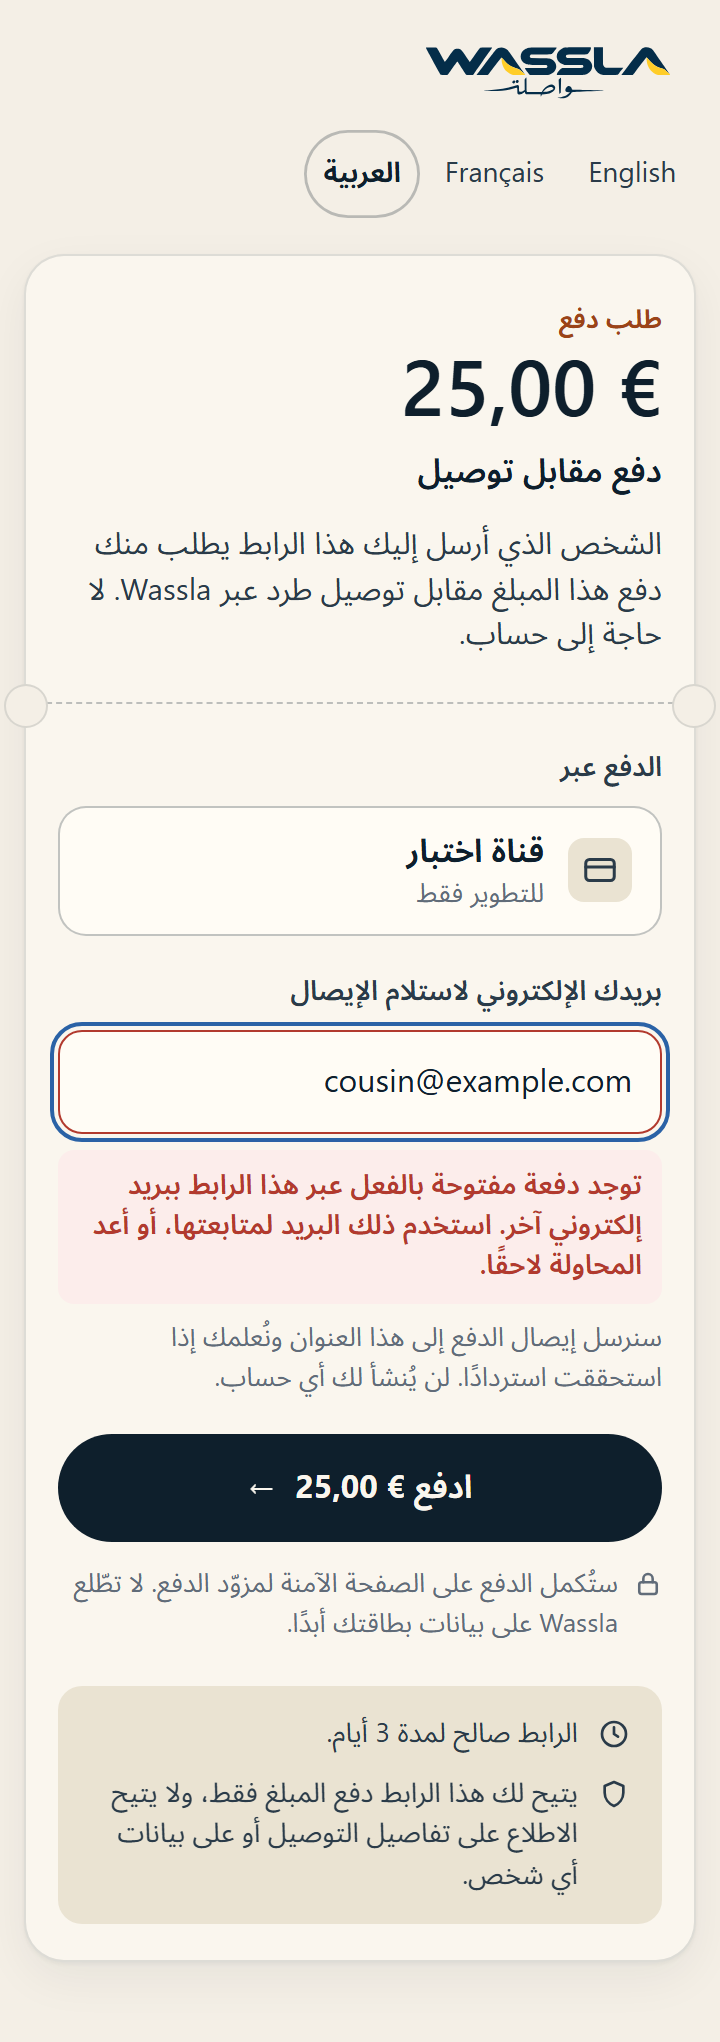 WASSLA
واصلة
العربية
Français
English
طلب دفع
25,00 €
دفع مقابل توصيل
الشخص الذي أرسل إليك هذا الرابط يطلب منك
دفع هذا المبلغ مقابل توصيل طرد عبر Wassla. لا
حاجة إلى حساب.
الدفع عبر
قناة اختبار
للتطوير فقط
بريدك الإلكتروني لاستلام الإيصال
cousin@example.com
توجد دفعة مفتوحة بالفعل عبر هذا الرابط ببريد
إلكتروني آخر. استخدم ذلك البريد لمتابعتها، أو أعد
المحاولة لاحقًا.
سنرسل إيصال الدفع إلى هذا العنوان ونُعلمك إذا
استحققت استردادًا. لن يُنشأ لك أي حساب.
ادفع 25,00 € ←
ستُكمل الدفع على الصفحة الآمنة لمزوّد الدفع. لا تطّلع
Wassla على بيانات بطاقتك أبدًا.
الرابط صالح لمدة 3 أيام.
يتيح لك هذا الرابط دفع المبلغ فقط، ولا يتيح
الاطلاع على تفاصيل التوصيل أو على بيانات
أي شخص.